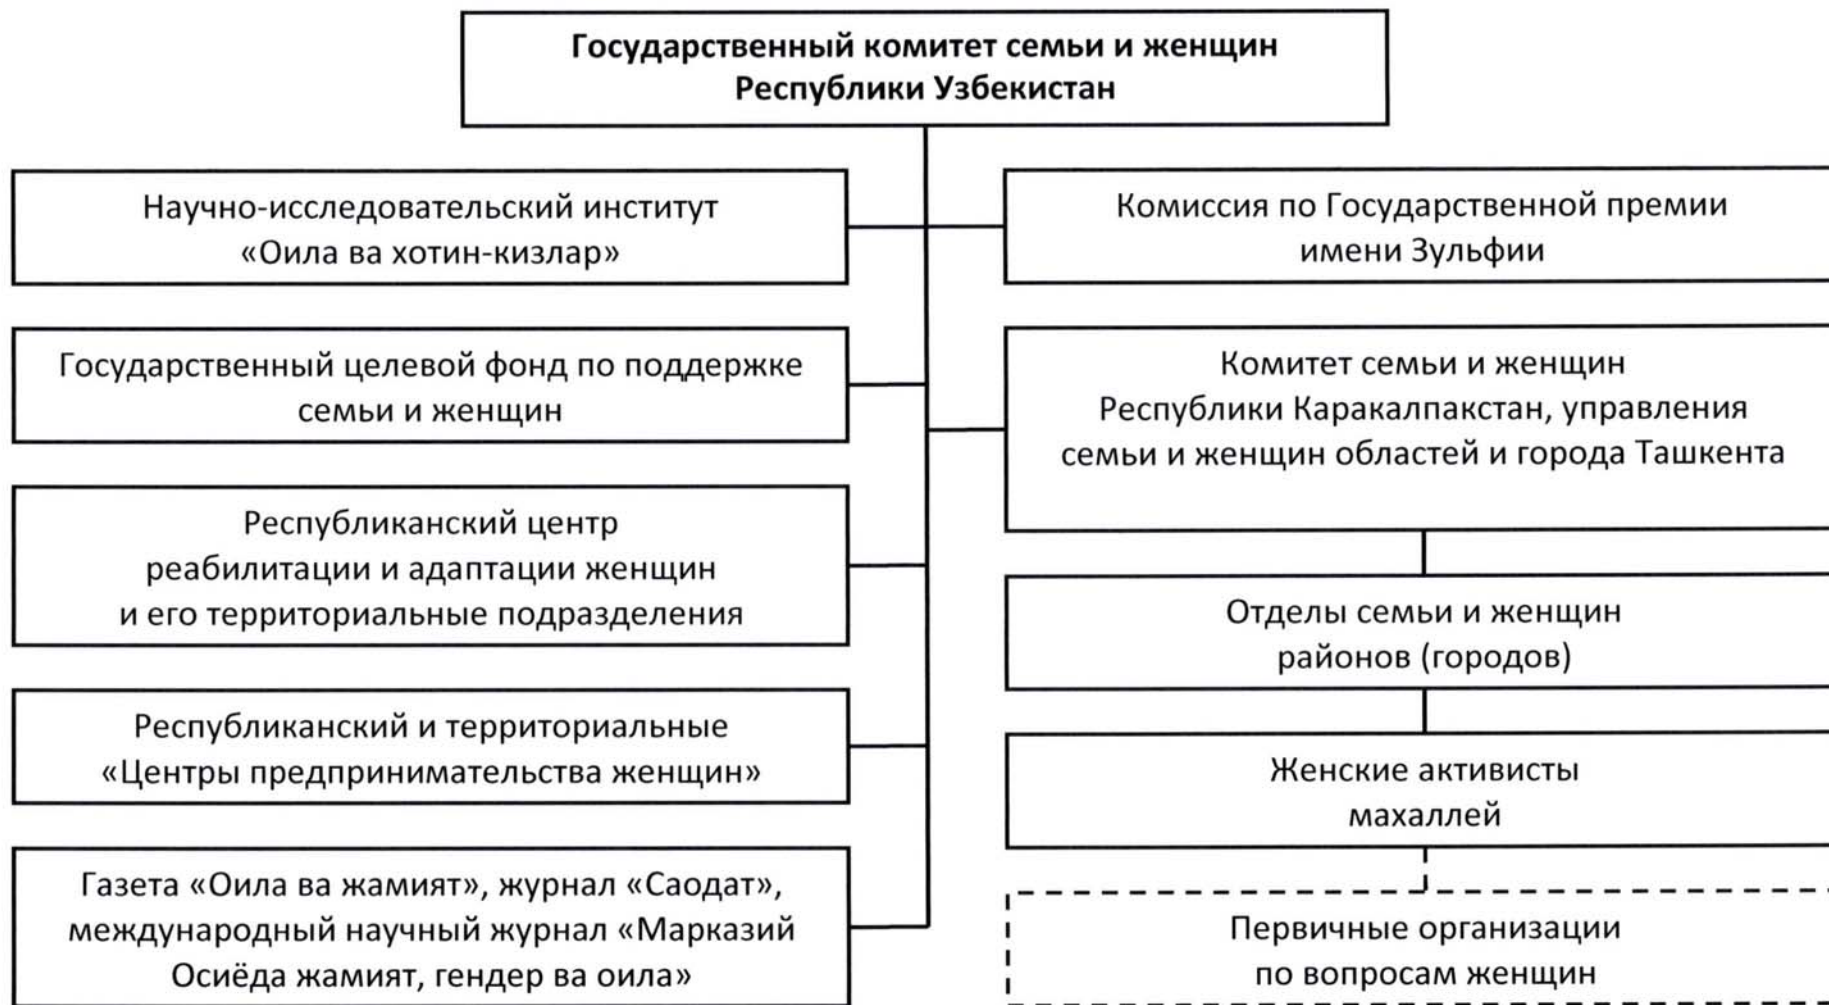 Государственный комитет семьи и женщин
Республики Узбекистан
Научно-исследовательский институт
«Оила ва хотин-кизлар»
Государственный целевой фонд по поддержке
семьи и женщин
Республиканский центр
реабилитации и адаптации женщин
и его территориальные подразделения
Республиканский и территориальные
«Центры предпринимательства женщин»
Газета «Оила ва жамият», журнал «Саодат»,
международный научный журнал «Марказий
Осиёда жамият, гендер ва оила»
Комиссия по Государственной премии
имени Зульфии
Комитет семьи и женщин
Республики Каракалпакстан, управления
семьи и женщин областей и города Ташкента
Отделы семьи и женщин
районов (городов)
Женские активисты
махаллей
Первичные организации
по вопросам женщин